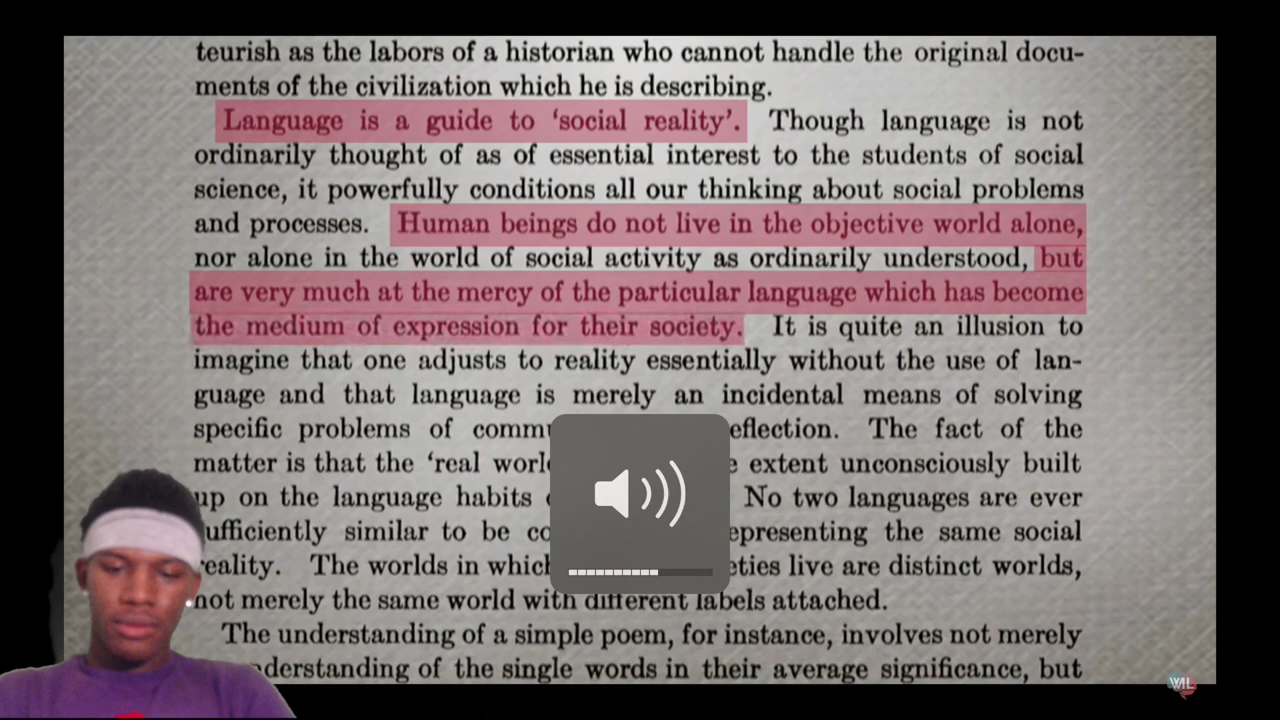 teurish as the labors of a historian who cannot handle the original docu-
ments of the civilization which he is describing.
Language is a guide to ‘social reality’. Though language is not
ordinarily thought of as of essential interest to the students of social
science, it powerfully conditions all our thinking about social problems
and processes. Human beings do not live in the objective world alone,
nor alone in the world of social activity as ordinarily understood, but
are very much at the mercy of the particular language which has become
the medium of expression for their society. It is quite an illusion to
imagine that one adjusts to reality essentially without the use of lan-
guage and that language is merely an incidental means of solving
specific problems of eflection. The fact of the
matter is that the ‘real extent unconsciously built
up on the language habits No two languages are ever
ufficiently similar to be epresenting the same social
eality. The worlds in live are distinct worlds,
not merely the same world with different labels attached.
The understanding of a simple poem, for instance, involves not merely
derstanding of the single words in their average significance, but
WIL